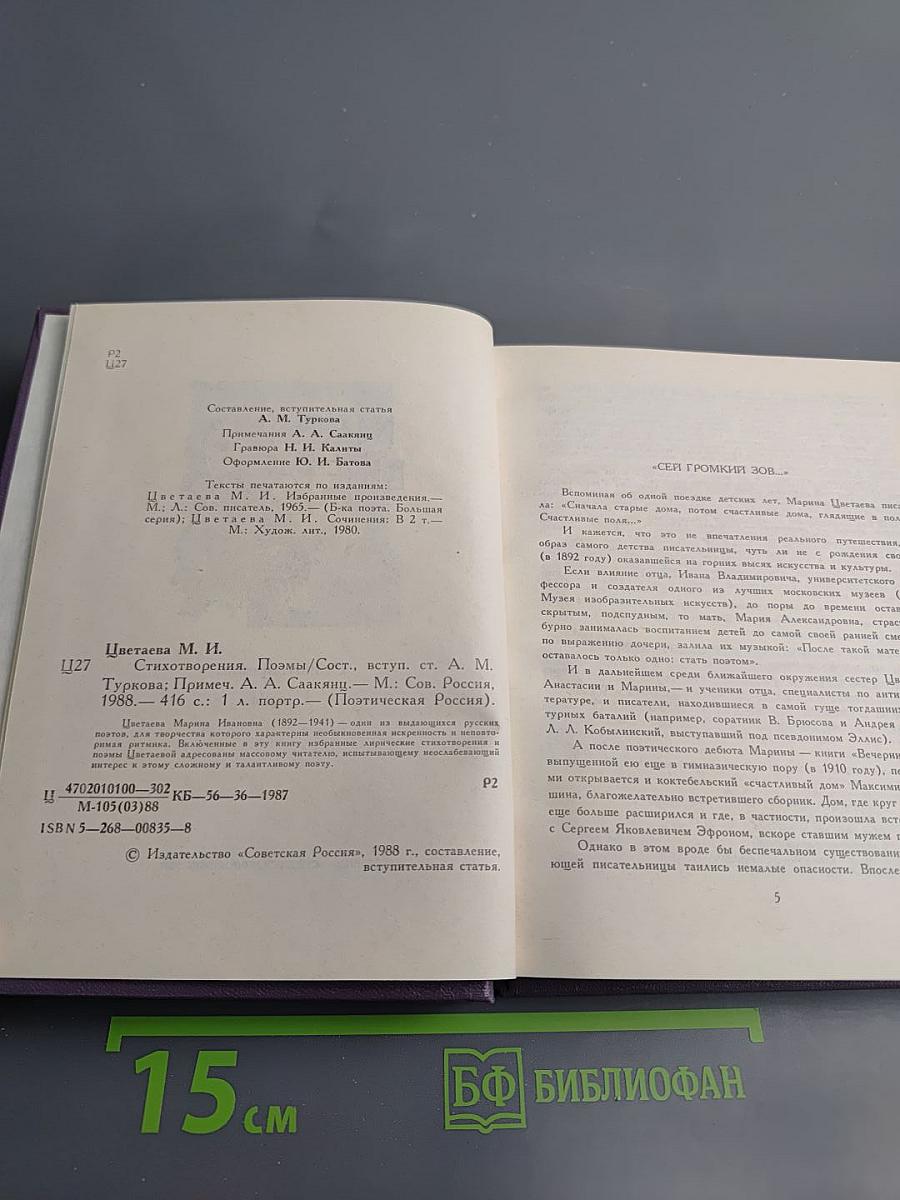 Р2
Ц27
Составление, вступительная статья
А. М. Туркова
Примечания А. А. Саакянц
Гравюра Н. И. Калиты
Оформление Ю. И. Батова
Тексты печатаются по изданиям:
Цветаева М. И. Избранные произведения.—
М.; Л.: Сов. писатель, 1965.— (Б-ка поэта. Большая
серия); Цветаева М. И. Сочинения: В 2 т.—
М.: Худож. лит., 1980.
Цветаева М. И.
Ц27 Стихотворения. Поэмы/Сост., вступ. ст. А. М.
Туркова; Примеч. А. А. Саакянц.— М.: Сов. Россия,
1988.— 416 с.: 1 л. портр.— (Поэтическая Россия).
Цветаева Марина Ивановна (1892—1941) — один из выдающихся русских
поэтов, для творчества которого характерны необыкновенная искренность и неповто-
римая ритмика. Включенные в эту книгу избранные лирические стихотворения и
поэмы Цветаевой адресованы массовому читателю, испытывающему неослабевающий
интерес к этому сложному и талантливому поэту.
Ц 4702010100—302
М-105(03)88 КБ—56—36—1987
Р2
ISBN 5—268—00835—8
© Издательство «Советская Россия», 1988 г., составление,
вступительная статья.
«СЕЙ ГРОМКИЙ ЗОВ...»
Вспоминая об одной поездке детских лет, Марина Цветаева писа
ла: «Сначала старые дома, потом счастливые дома, глядящие в пол
Счастливые поля...»
И кажется, что это не впечатления реального путешествия,
образ самого детства писательницы, чуть ли не с рождения сво
(в 1892 году) оказавшейся на горних высях искусства и культуры.
Если влияние отца, Ивана Владимировича, университетского
фессора и создателя одного из лучших московских музеев (
Музея изобразительных искусств), до поры до времени остав
скрытым, подспудным, то мать, Мария Александровна, страс
бурно занималась воспитанием детей до самой своей ранней сме
по выражению дочери, залила их музыкой: «После такой мате
оставалось только одно: стать поэтом».
И в дальнейшем среди ближайшего окружения сестер Цв
Анастасии и Марины,— и ученики отца, специалисты по анти
тературе, и писатели, находившиеся в самой гуще тогдашни
турных баталий (например, соратник В. Брюсова и Андрея
Л. Л. Кобылинский, выступавший под псевдонимом Эллис).
А после поэтического дебюта Марины — книги «Вечерни
выпущенной ею еще в гимназическую пору (в 1910 году), пе
ми открывается и коктебельский «счастливый дом» Максими
шина, благожелательно встретившего сборник. Дом, где круг
еще больше расширился и где, в частности, произошла вст
с Сергеем Яковлевичем Эфроном, вскоре ставшим мужем п
Однако в этом вроде бы беспечальном существовани
ющей писательницы таились немалые опасности. Впосле
5
15 см
БФ БИБЛИОФАН